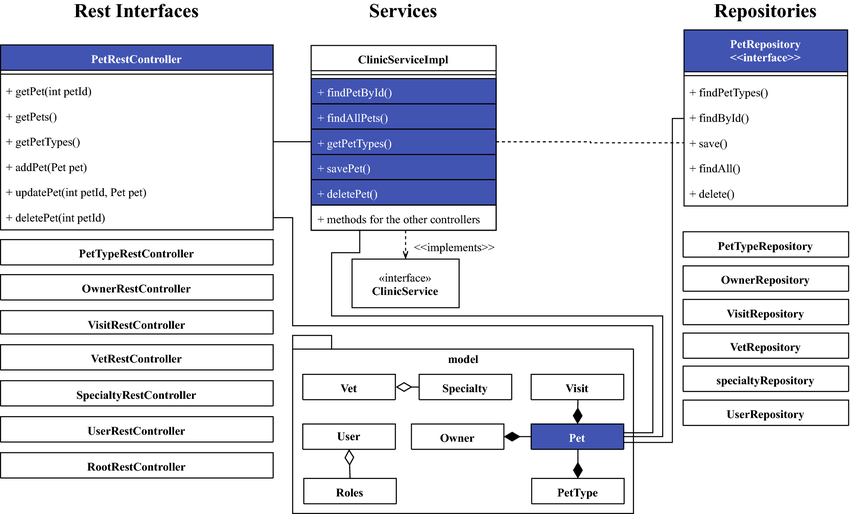 Rest Interfaces
Services
Repositories
PetRestController
+ getPet(int petId)
+ getPets()
+ getPetTypes()
+ addPet(Pet pet)
+ updatePet(int petId, Pet pet)
+ deletePet(int petId)
PetTypeRestController
OwnerRestController
VisitRestController
VetRestController
SpecialtyRestController
UserRestController
RootRestController
ClinicServiceImpl
+ findPetById()
+ findAllPets()
+ getPetTypes()
+ savePet()
+ deletePet()
+ methods for the other controllers
<<implements>>
«interface»
ClinicService
PetRepository
<<interface>>
+ findPetTypes()
+ findById()
+ save()
+ findAll()
+ delete()
PetTypeRepository
OwnerRepository
VisitRepository
VetRepository
specialtyRepository
UserRepository
model
Vet
Specialty
Visit
User
Owner
Pet
Roles
PetType